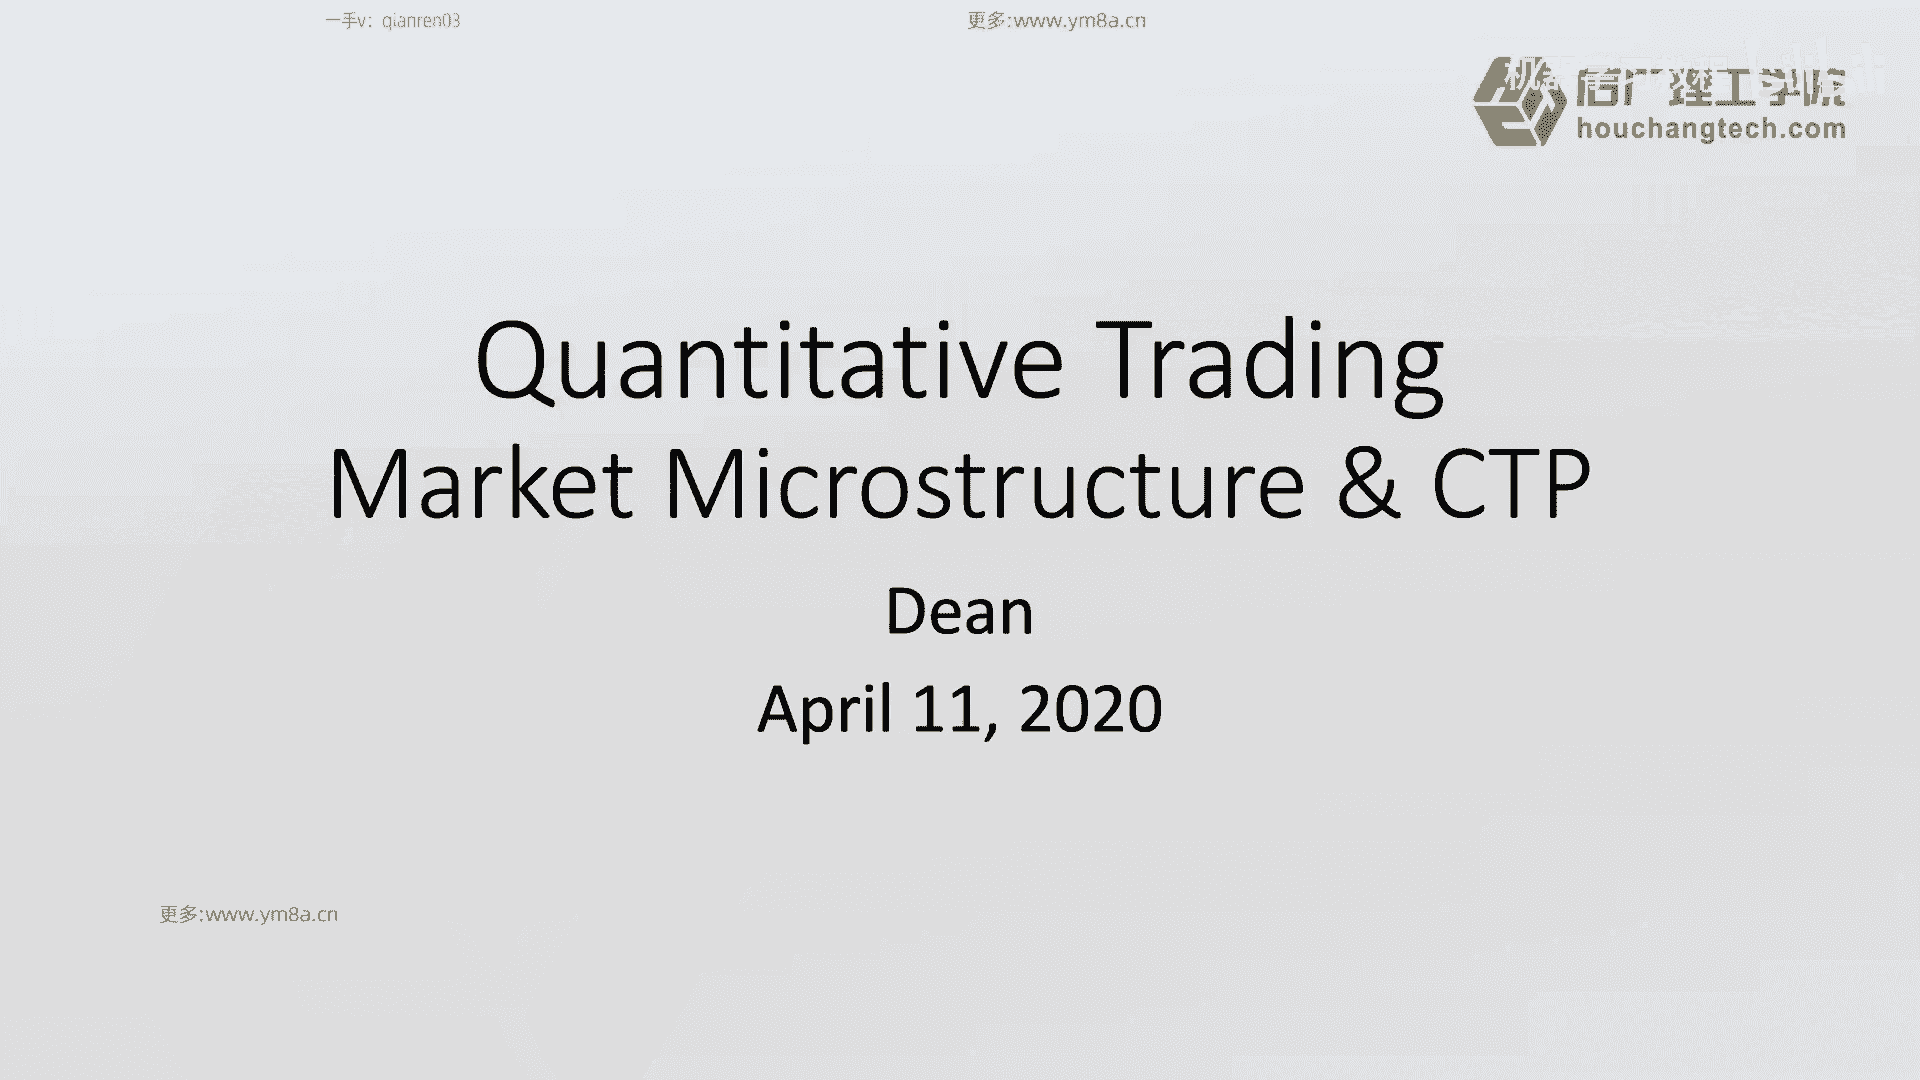 一手v：qianren03
更多:www.ym8a.cn
后厂理工学院
houchangtech.com
Quantitative Trading
Market Microstructure & CTP
Dean
April 11, 2020
更多:www.ym8a.cn